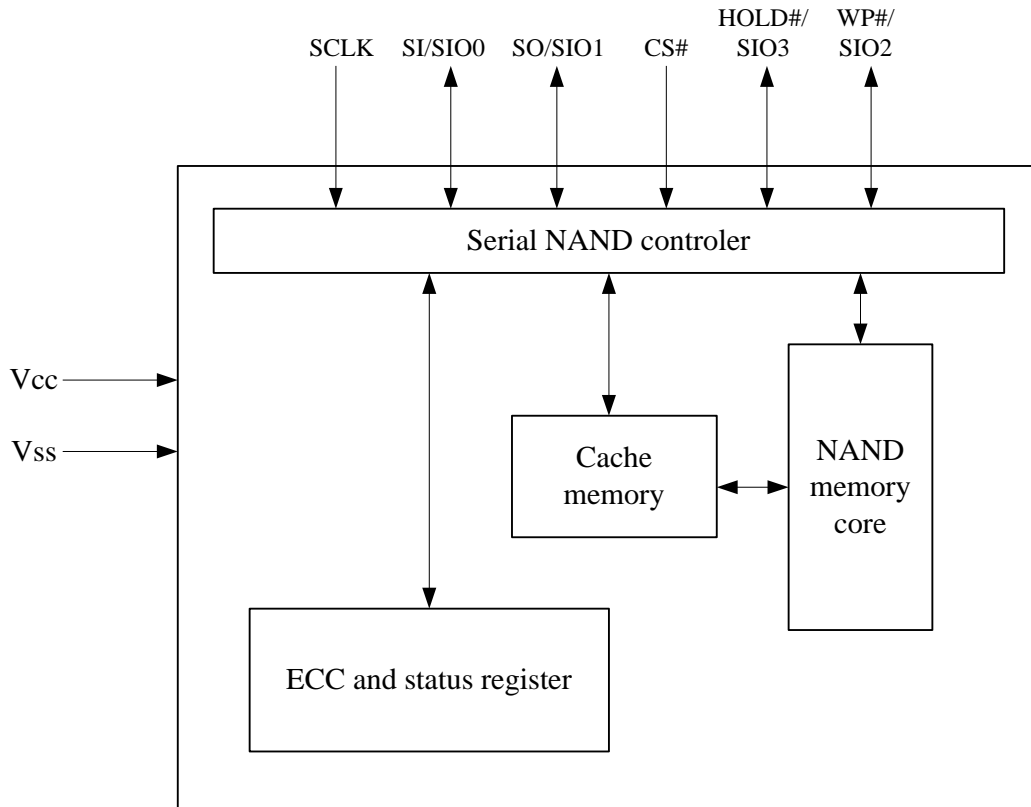 SCLK
SI/SIO0
SO/SIO1
CS#
HOLD#/
SIO3
WP#/
SIO2
Serial NAND controler
Vcc
Vss
Cache
memory
NAND
memory
core
ECC and status register